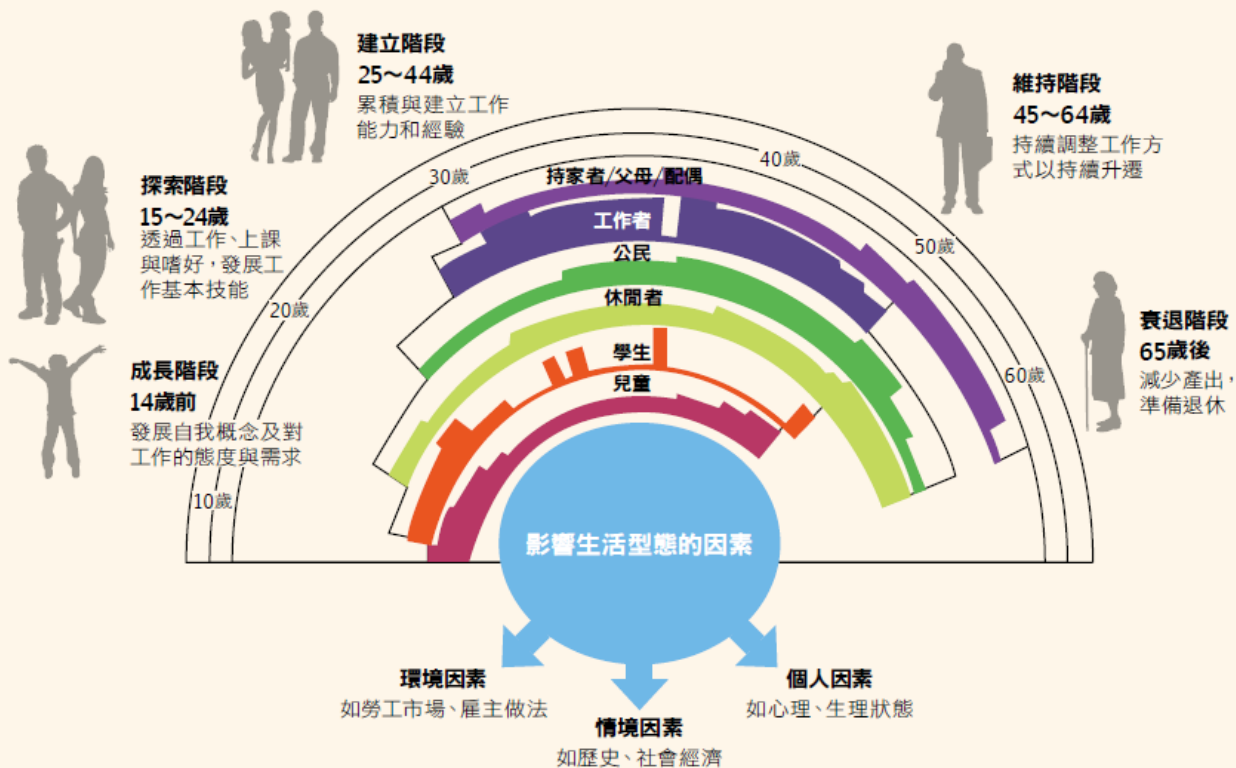 建立階段
25～44歲
累積與建立工作
能力和經驗
維持階段
45～64歲
持續調整工作方
式以持續升遷
探索階段
15～24歲
透過工作、上課
與嗜好，發展工
作基本技能
衰退階段
65歲後
減少產出，
準備退休
成長階段
14歲前
發展自我概念及對
工作的態度與需求
10歲
20歲
30歲
40歲
50歲
60歲
持家者/父母/配偶
工作者
公民
休閒者
學生
兒童
影響生活型態的因素
環境因素
如勞工市場、雇主做法
情境因素
如歷史、社會經濟
個人因素
如心理、生理狀態